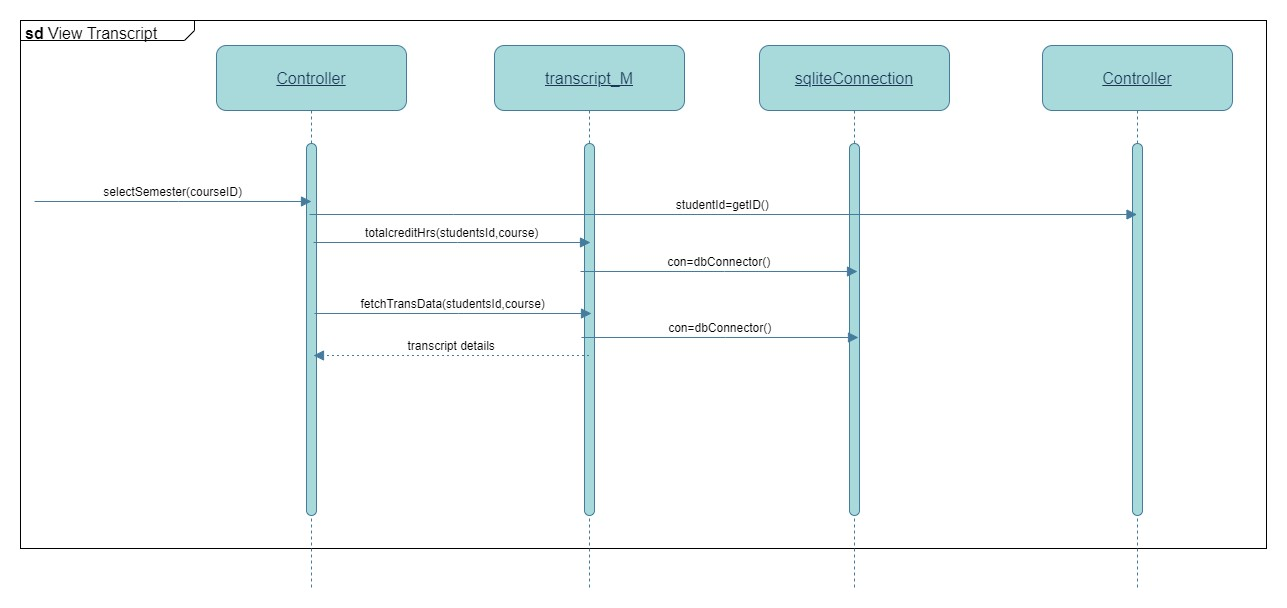 sd View Transcript
Controller
transcript_M
sqliteConnection
Controller
selectSemester(courseID)
studentId=getID()
totalcreditHrs(studentsId,course)
con=dbConnector()
fetchTransData(studentsId,course)
con=dbConnector()
transcript details